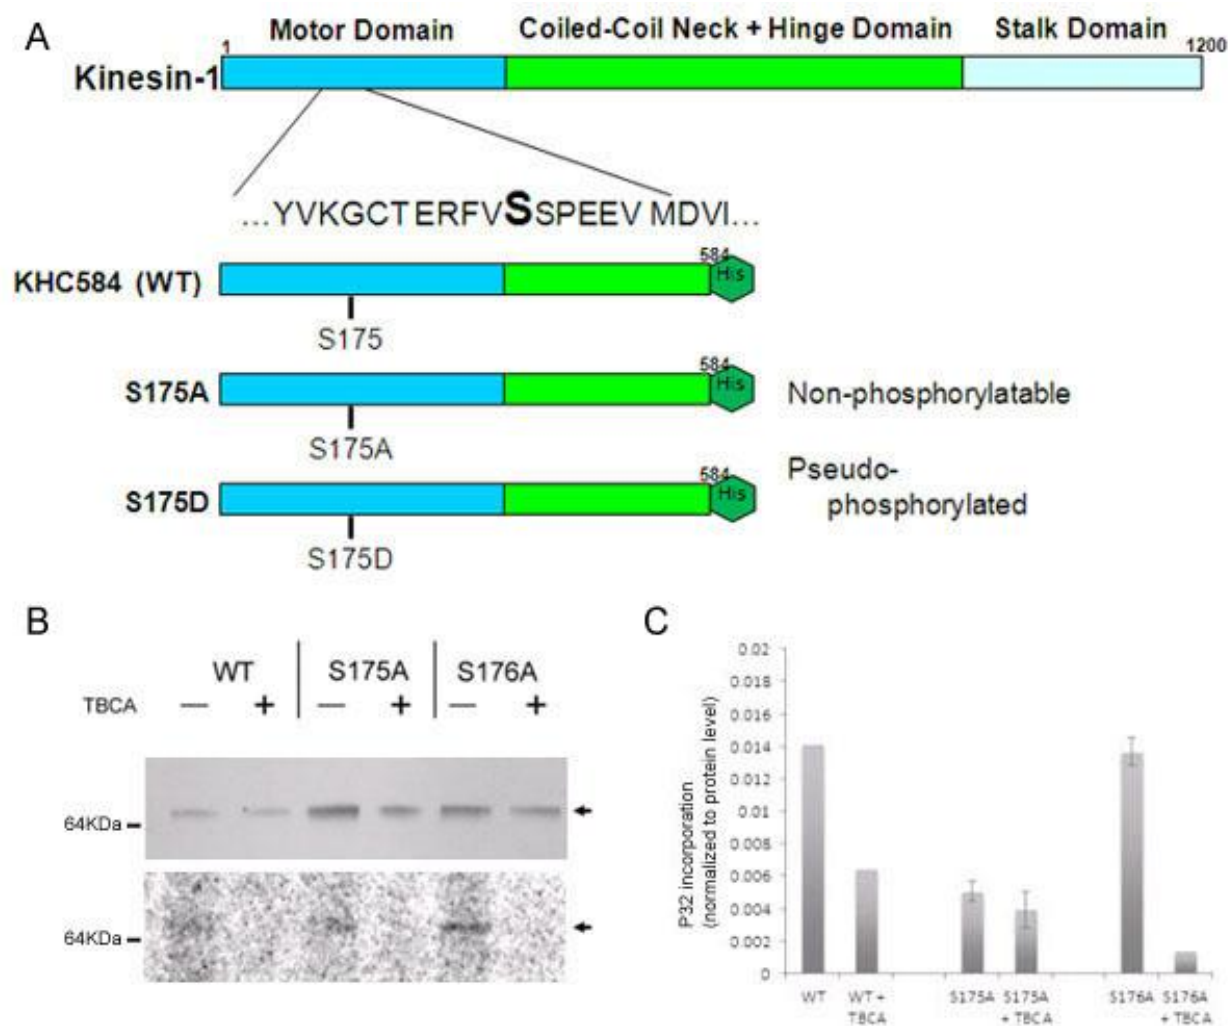 A
Motor Domain Coiled-Coil Neck + Hinge Domain Stalk Domain
1 1200
Kinesin-1
...YVKGCTERFVSSPEEV MDVI...
584
KHC584 (WT) His
S175
584
S175A His Non-phosphorylatable
S175A
584
S175D His Pseudo-
phosphorylated
S175D
B
WT S175A S176A
TBCA — + — + — +
64KDa
64KDa
C
P32 incorporation
(normalized to protein level)
0.02
0.018
0.016
0.014
0.012
0.01
0.008
0.006
0.004
0.002
0
WT WT + S175A S175A S176A S176A
TBCA + TBCA + TBCA